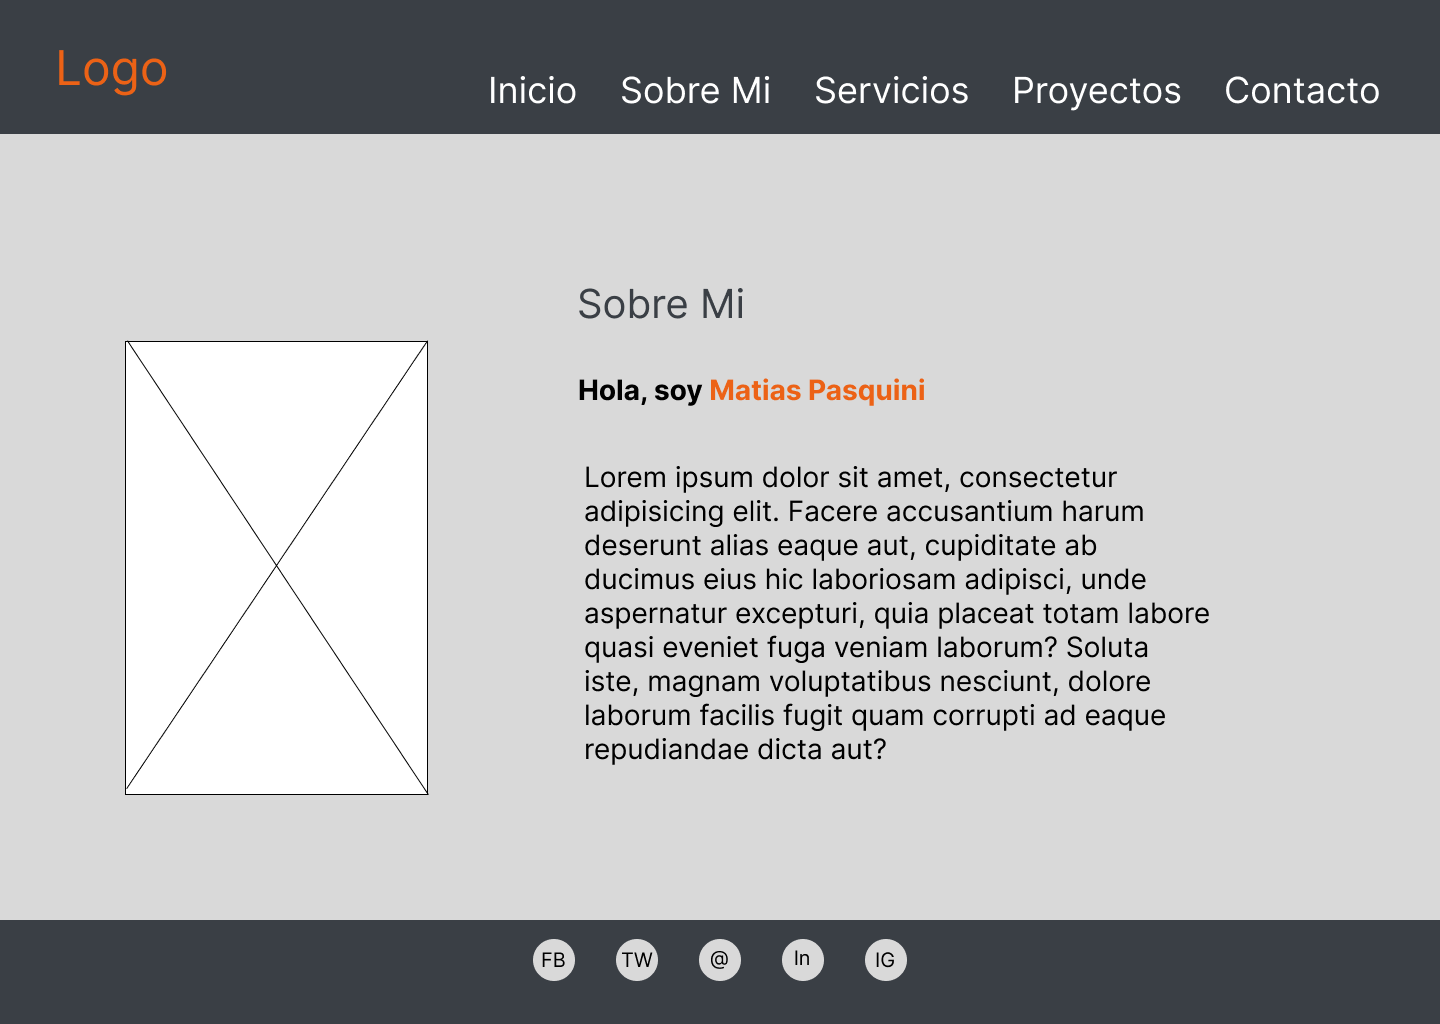 Logo
Inicio Sobre Mi Servicios Proyectos Contacto
Sobre Mi
Hola, soy Matias Pasquini
Lorem ipsum dolor sit amet, consectetur
adipisicing elit. Facere accusantium harum
deserunt alias eaque aut, cupiditate ab
ducimus eius hic laboriosam adipisci, unde
aspernatur excepturi, quia placeat totam labore
quasi eveniet fuga veniam laborum? Soluta
iste, magnam voluptatibus nesciunt, dolore
laborum facilis fugit quam corrupti ad eaque
repudiandae dicta aut?
FB TW @ In IG